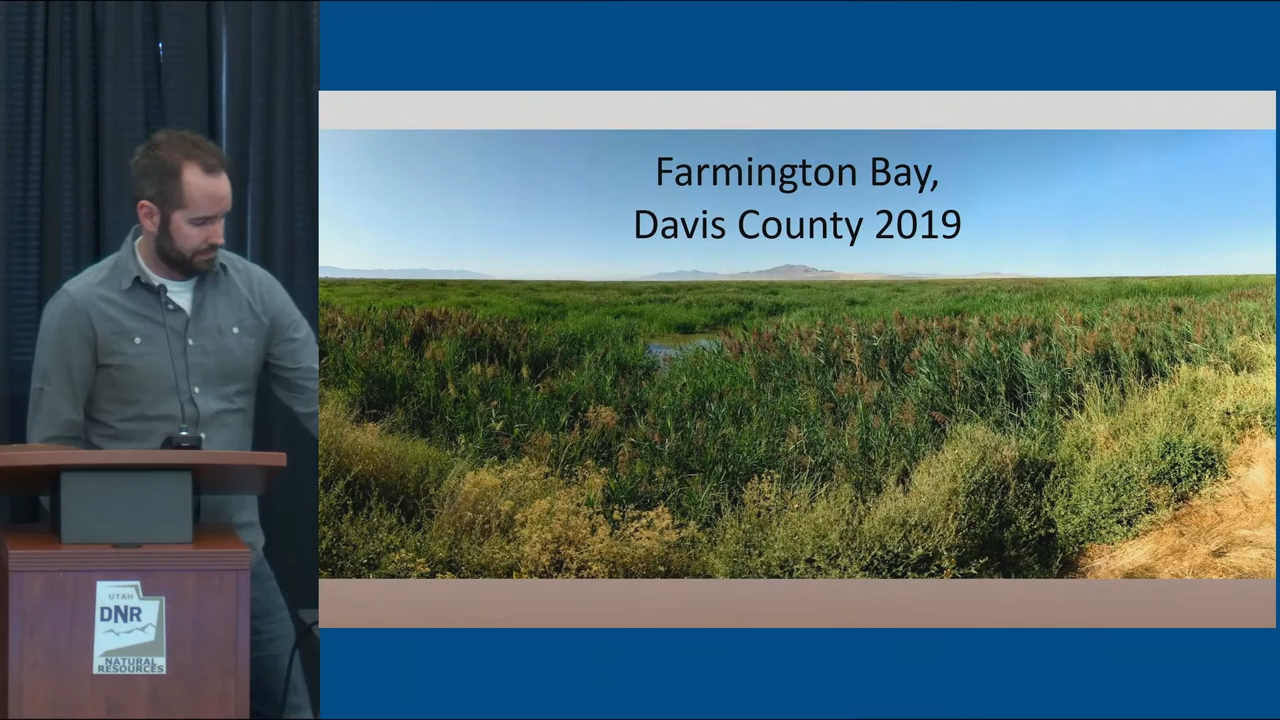 Farmington Bay,
Davis County 2019
UTAH
DNR
NATURAL
RESOURCES